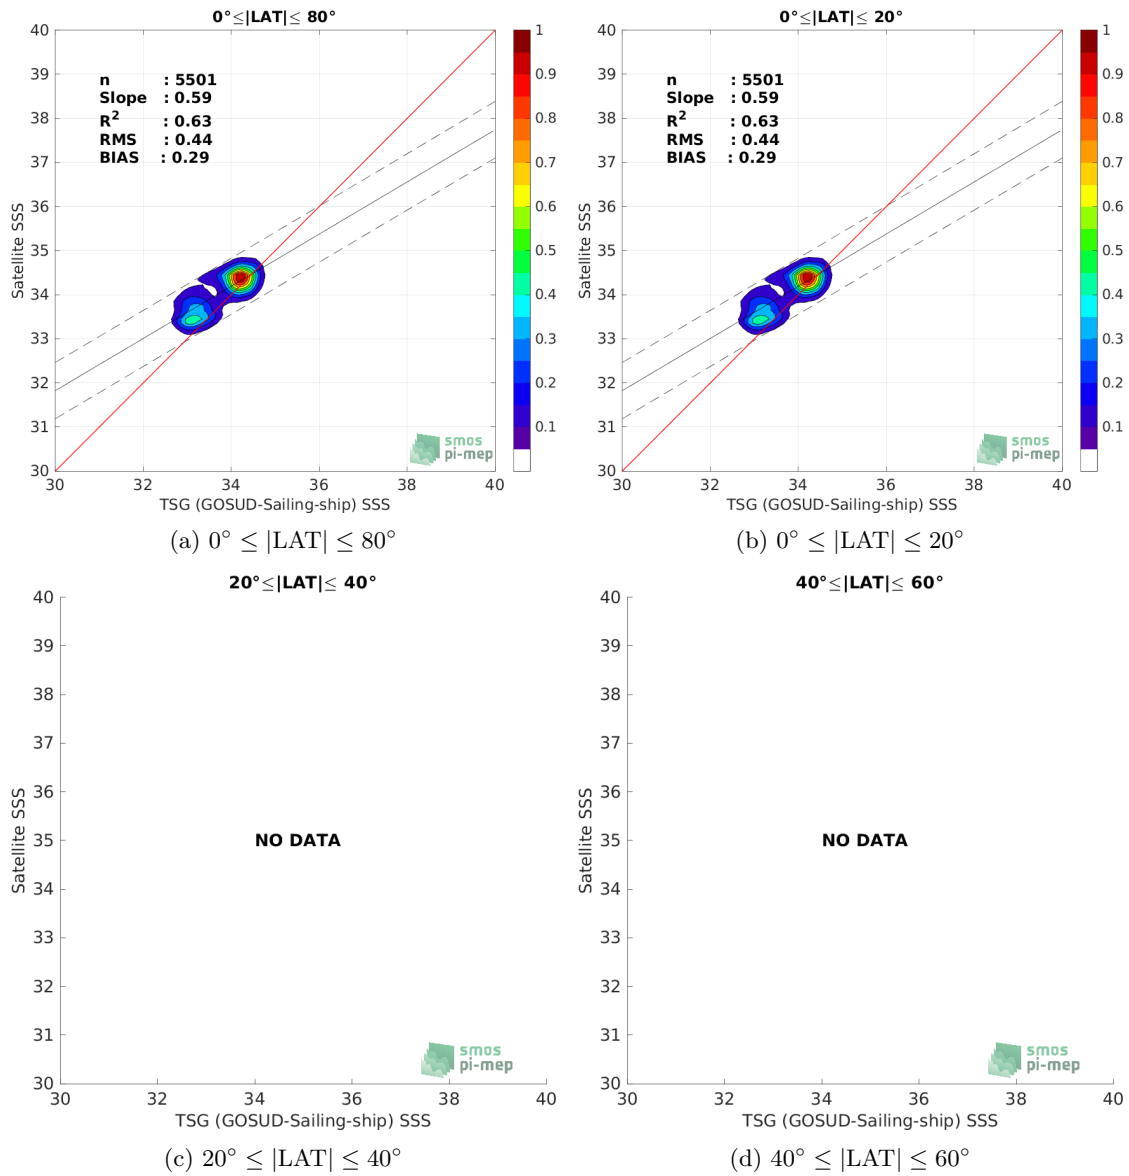 0°≤|LAT|≤ 80°
40
39
38
37
36
35
34
33
32
31
30
Satellite SSS
n : 5501
Slope : 0.59
R² : 0.63
RMS : 0.44
BIAS : 0.29
1
0.9
0.8
0.7
0.6
0.5
0.4
0.3
0.2
0.1
smos
pi-mep
30 32 34 36 38 40
TSG (GOSUD-Sailing-ship) SSS
(a) 0° ≤ |LAT| ≤ 80°
0°≤|LAT|≤ 20°
40
39
38
37
36
35
34
33
32
31
30
Satellite SSS
n : 5501
Slope : 0.59
R² : 0.63
RMS : 0.44
BIAS : 0.29
1
0.9
0.8
0.7
0.6
0.5
0.4
0.3
0.2
0.1
smos
pi-mep
30 32 34 36 38 40
TSG (GOSUD-Sailing-ship) SSS
(b) 0° ≤ |LAT| ≤ 20°
20°≤|LAT|≤ 40°
40
39
38
37
36
35
34
33
32
31
30
Satellite SSS
NO DATA
smos
pi-mep
30 32 34 36 38 40
TSG (GOSUD-Sailing-ship) SSS
(c) 20° ≤ |LAT| ≤ 40°
40°≤|LAT|≤ 60°
40
39
38
37
36
35
34
33
32
31
30
Satellite SSS
NO DATA
smos
pi-mep
30 32 34 36 38 40
TSG (GOSUD-Sailing-ship) SSS
(d) 40° ≤ |LAT| ≤ 60°